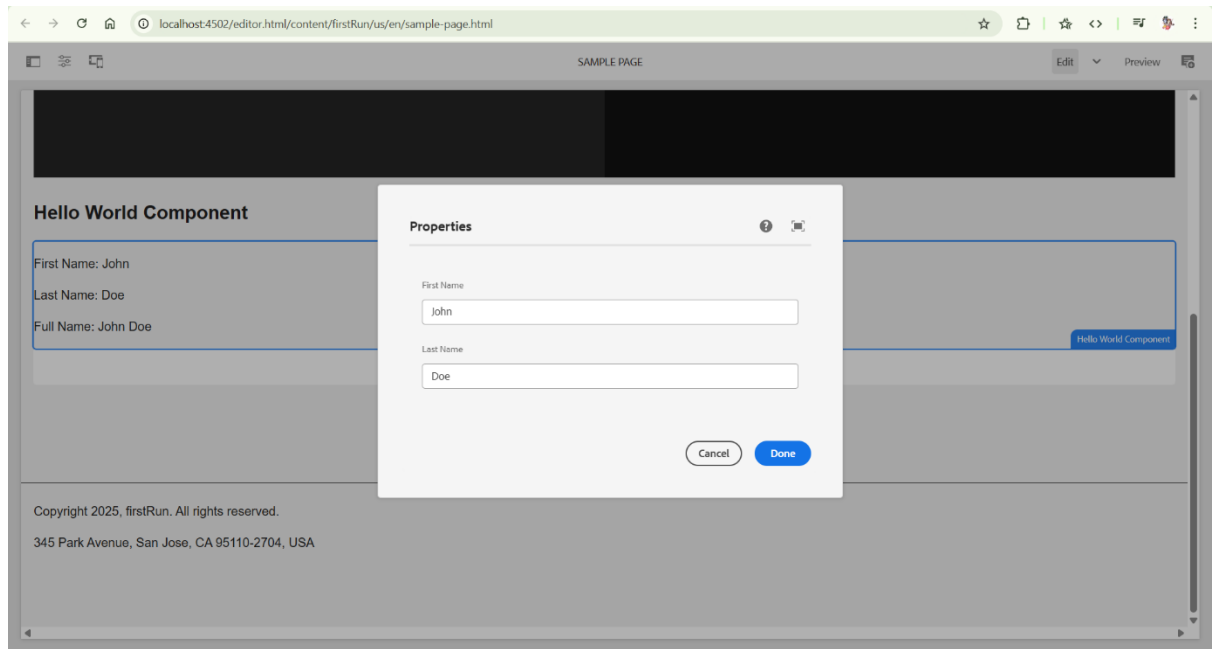 localhost:4502/editor.html/content/firstRun/us/en/sample-page.html
SAMPLE PAGE
Edit
Preview
Hello World Component
First Name: John
Last Name: Doe
Full Name: John Doe
Hello World Component
Properties
First Name
John
Last Name
Doe
Cancel
Done
Copyright 2025, firstRun. All rights reserved.
345 Park Avenue, San Jose, CA 95110-2704, USA